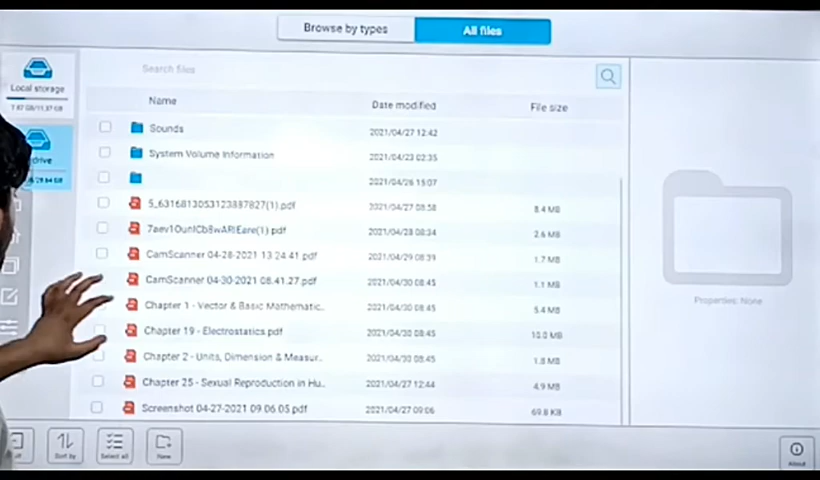 Browse by types All files
Local storage
drive
Search files
Name Date modified File size
Sounds 2021/04/27 12:42
System Volume Information 2021/04/23 02:35
2021/04/26 15:07
5_6316813053123887827(1).pdf 2021/04/27 08:58 8.4 MB
2021/04/28 08:34 2.6 MB
CamScanner 04-28-2021 13.24.41.pdf 2021/04/29 08:39 1.7 MB
CamScanner 04-30-2021 08.41.27.pdf 2021/04/30 08:45 1.1 MB
Chapter 1 - Vector & Basic Mathematic.. 2021/04/30 08:45 5.4 MB
Chapter 19 - Electrostatics.pdf 2021/04/30 08:45 10.0 MB
Chapter 2 - Units, Dimension & Measur.. 2021/04/30 08:45 1.8 MB
Chapter 25 - Sexual Reproduction in Hu.. 2021/04/27 12:44 4.9 MB
Screenshot 04-27-2021 09.06.05.pdf 2021/04/27 09:06 69.8 KB
Properties: None
Sort by Select all New About